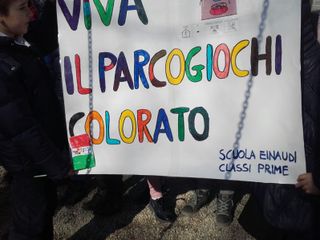 VIVA
IL PARCOGIOCHI
COLORATO
SCUOLA EINAUDI
CLASSI PRIME